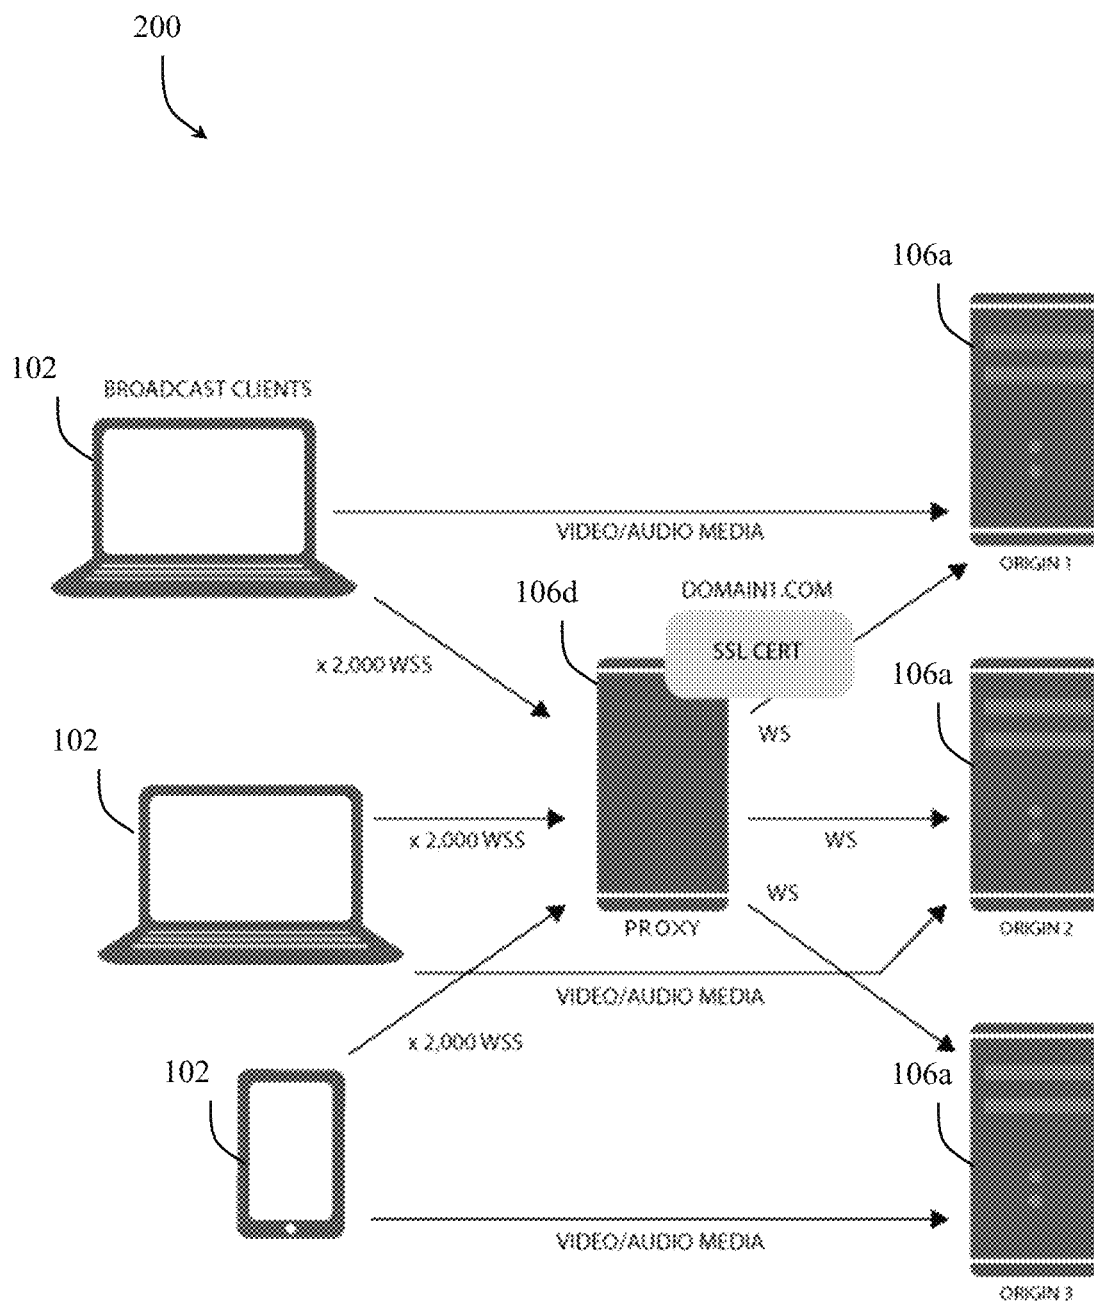 200
106a
102
BROADCAST CLIENTS
VIDEO/AUDIO MEDIA
ORIGIN 1
106d
DOMAIN1.COM
SSL CERT
x 2,000 WSS
106a
WS
102
x 2,000 WSS
WS
WS
PROXY
ORIGIN 2
VIDEO/AUDIO MEDIA
x 2,000 WSS
102
106a
VIDEO/AUDIO MEDIA
ORIGIN 3